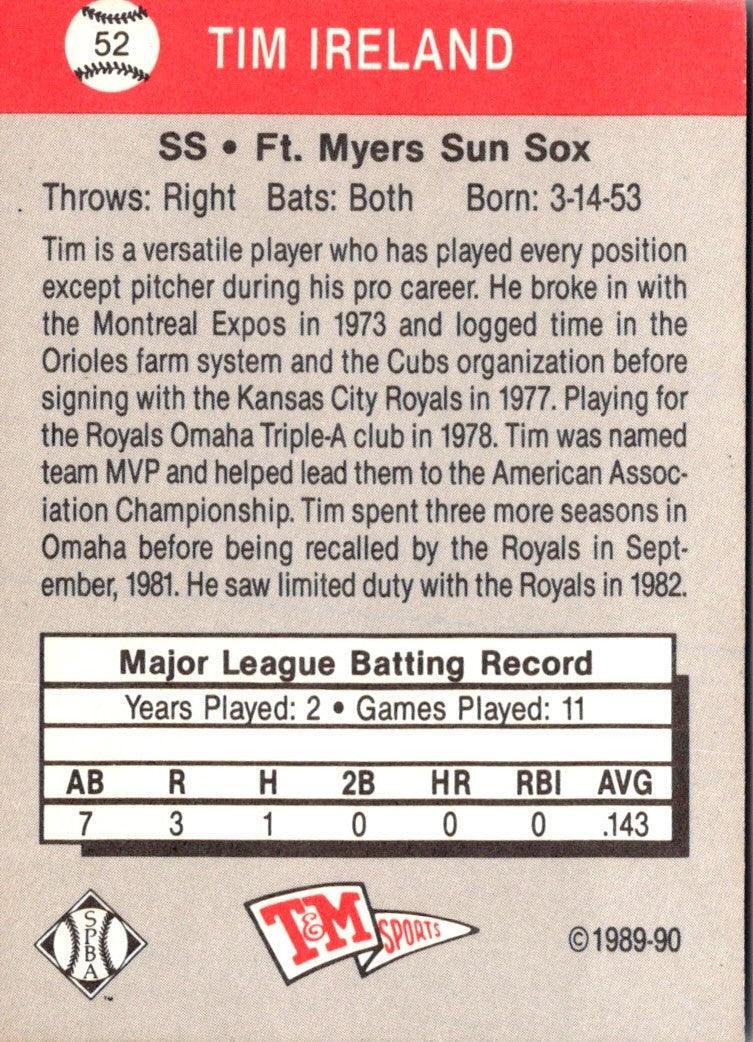 52
TIM IRELAND
SS • Ft. Myers Sun Sox
Throws: Right Bats: Both Born: 3-14-53
Tim is a versatile player who has played every position
except pitcher during his pro career. He broke in with
the Montreal Expos in 1973 and logged time in the
Orioles farm system and the Cubs organization before
signing with the Kansas City Royals in 1977. Playing for
the Royals Omaha Triple-A club in 1978. Tim was named
team MVP and helped lead them to the American Assoc-
iation Championship. Tim spent three more seasons in
Omaha before being recalled by the Royals in Sept-
ember, 1981. He saw limited duty with the Royals in 1982.
Major League Batting Record
Years Played: 2 • Games Played: 11
AB R H 2B HR RBI AVG
7 3 1 0 0 0 .143
SPBA
™
T&M SPORTS
©1989-90